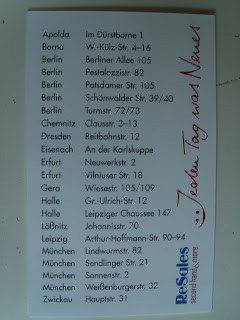 Apolda Im Dürstborne 1
Borna W.-Külz-Str. 4–16
Berlin Berliner Allee 105
Berlin Pestalozzistr. 82
Berlin Potsdamer Str. 105
Berlin Schönwalder Str. 39/40
Berlin Turmstr. 72/73
Chemnitz Clausstr. 3–13
Dresden Reitbahnstr. 12
Eisenach An der Karlskuppe
Erfurt Neuwerkstr. 2
Erfurt Vilniuser Str. 18
Gera Wiesestr. 105/109
Halle Gr.-Ulrich-Str. 12
Halle Leipziger Chaussee 147
Lößnitz Johannisstr. 70
Leipzig Arthur-Hoffmann-Str. 90–94
München Lindwurmstr. 82
München Sendlinger Str. 21
München Sonnenstr. 2
München Weißenburgerstr. 32
Zwickau Hauptstr. 31
...Jeden Tag was Neues
ReSales
second hand & more